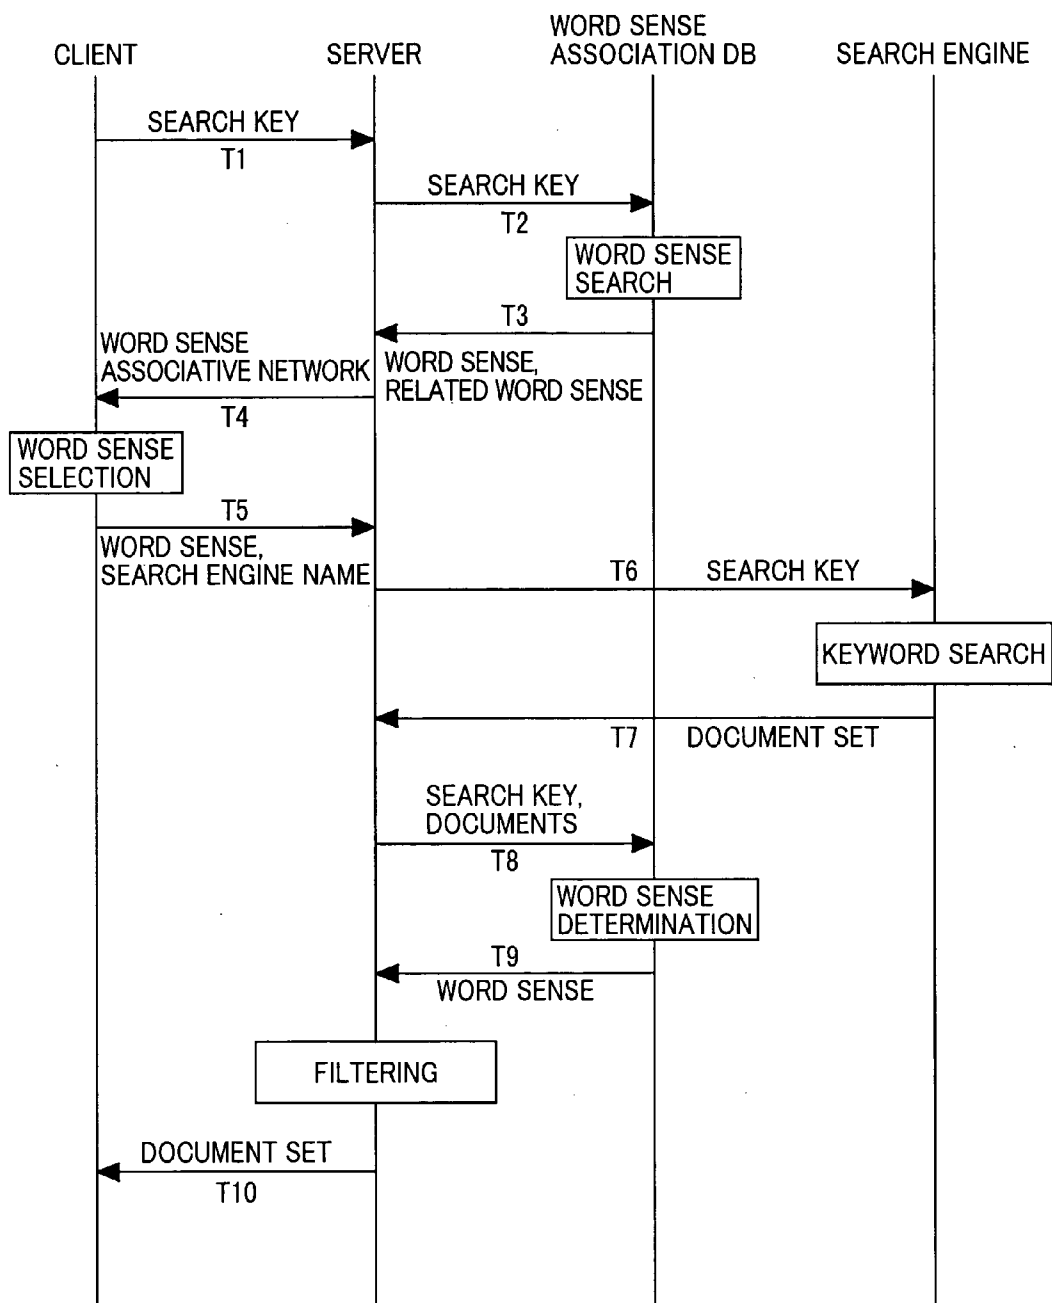 CLIENT
SERVER
WORD SENSE
ASSOCIATION DB
SEARCH ENGINE
SEARCH KEY
T1
SEARCH KEY
T2
WORD SENSE
SEARCH
T3
WORD SENSE,
RELATED WORD SENSE
WORD SENSE
ASSOCIATIVE NETWORK
T4
WORD SENSE
SELECTION
T5
WORD SENSE,
SEARCH ENGINE NAME
T6
SEARCH KEY
KEYWORD SEARCH
T7
DOCUMENT SET
SEARCH KEY,
DOCUMENTS
T8
WORD SENSE
DETERMINATION
T9
WORD SENSE
FILTERING
DOCUMENT SET
T10